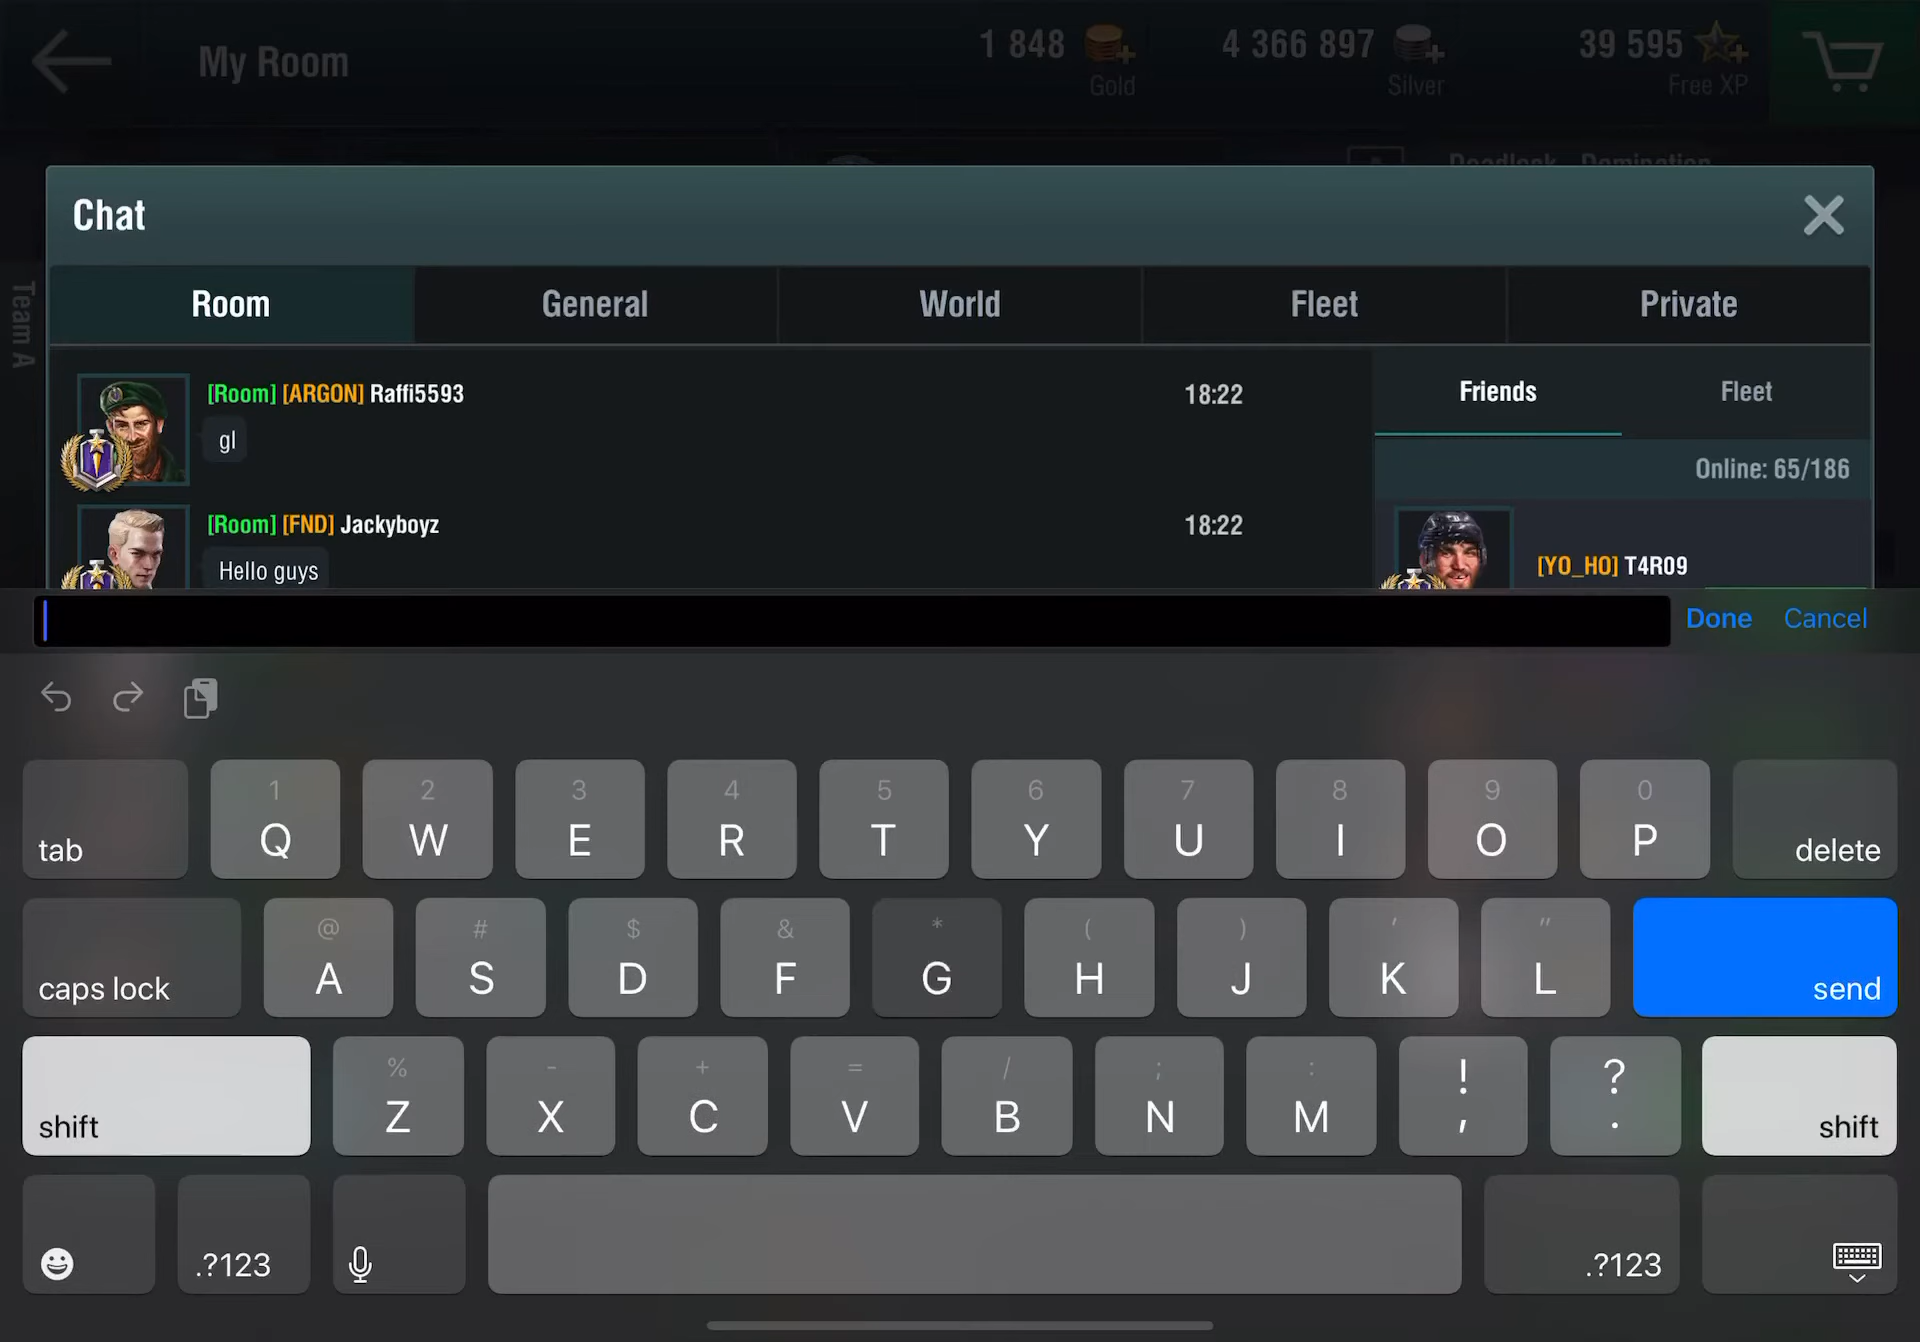 My Room
1 848
Gold
4 366 897
Silver
39 595
Free XP
Deadlock - Domination
Team A
Chat
Room
General
World
Fleet
Private
[Room] [ARGON] Raffi5593
18:22
gl
[Room] [FND] Jackyboyz
18:22
Hello guys
Friends
Fleet
Online: 65/186
[YO_HO] T4R09
Done
Cancel
tab
1 2 3 4 5 6 7 8 9 0
Q W E R T Y U I O P
delete
caps lock
@ # $ & * ( ) ' "
A S D F G H J K L
send
shift
% - + = / ; : ! ?
Z X C V B N M , .
shift
.?123
.?123